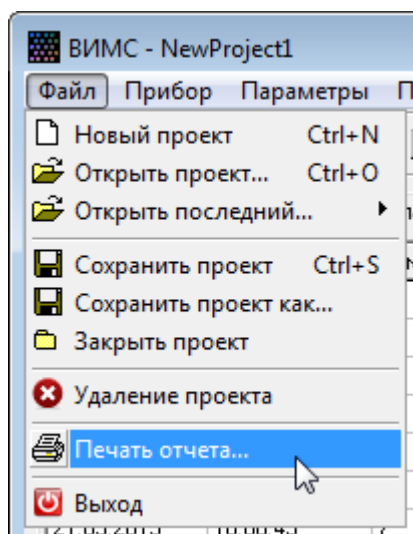 ВИМС - NewProject1
Файл Прибор Параметры
Новый проект Ctrl+N
Открыть проект... Ctrl+O
Открыть последний...
Сохранить проект Ctrl+S
Сохранить проект как...
Закрыть проект
Удаление проекта
Печать отчета...
Выход